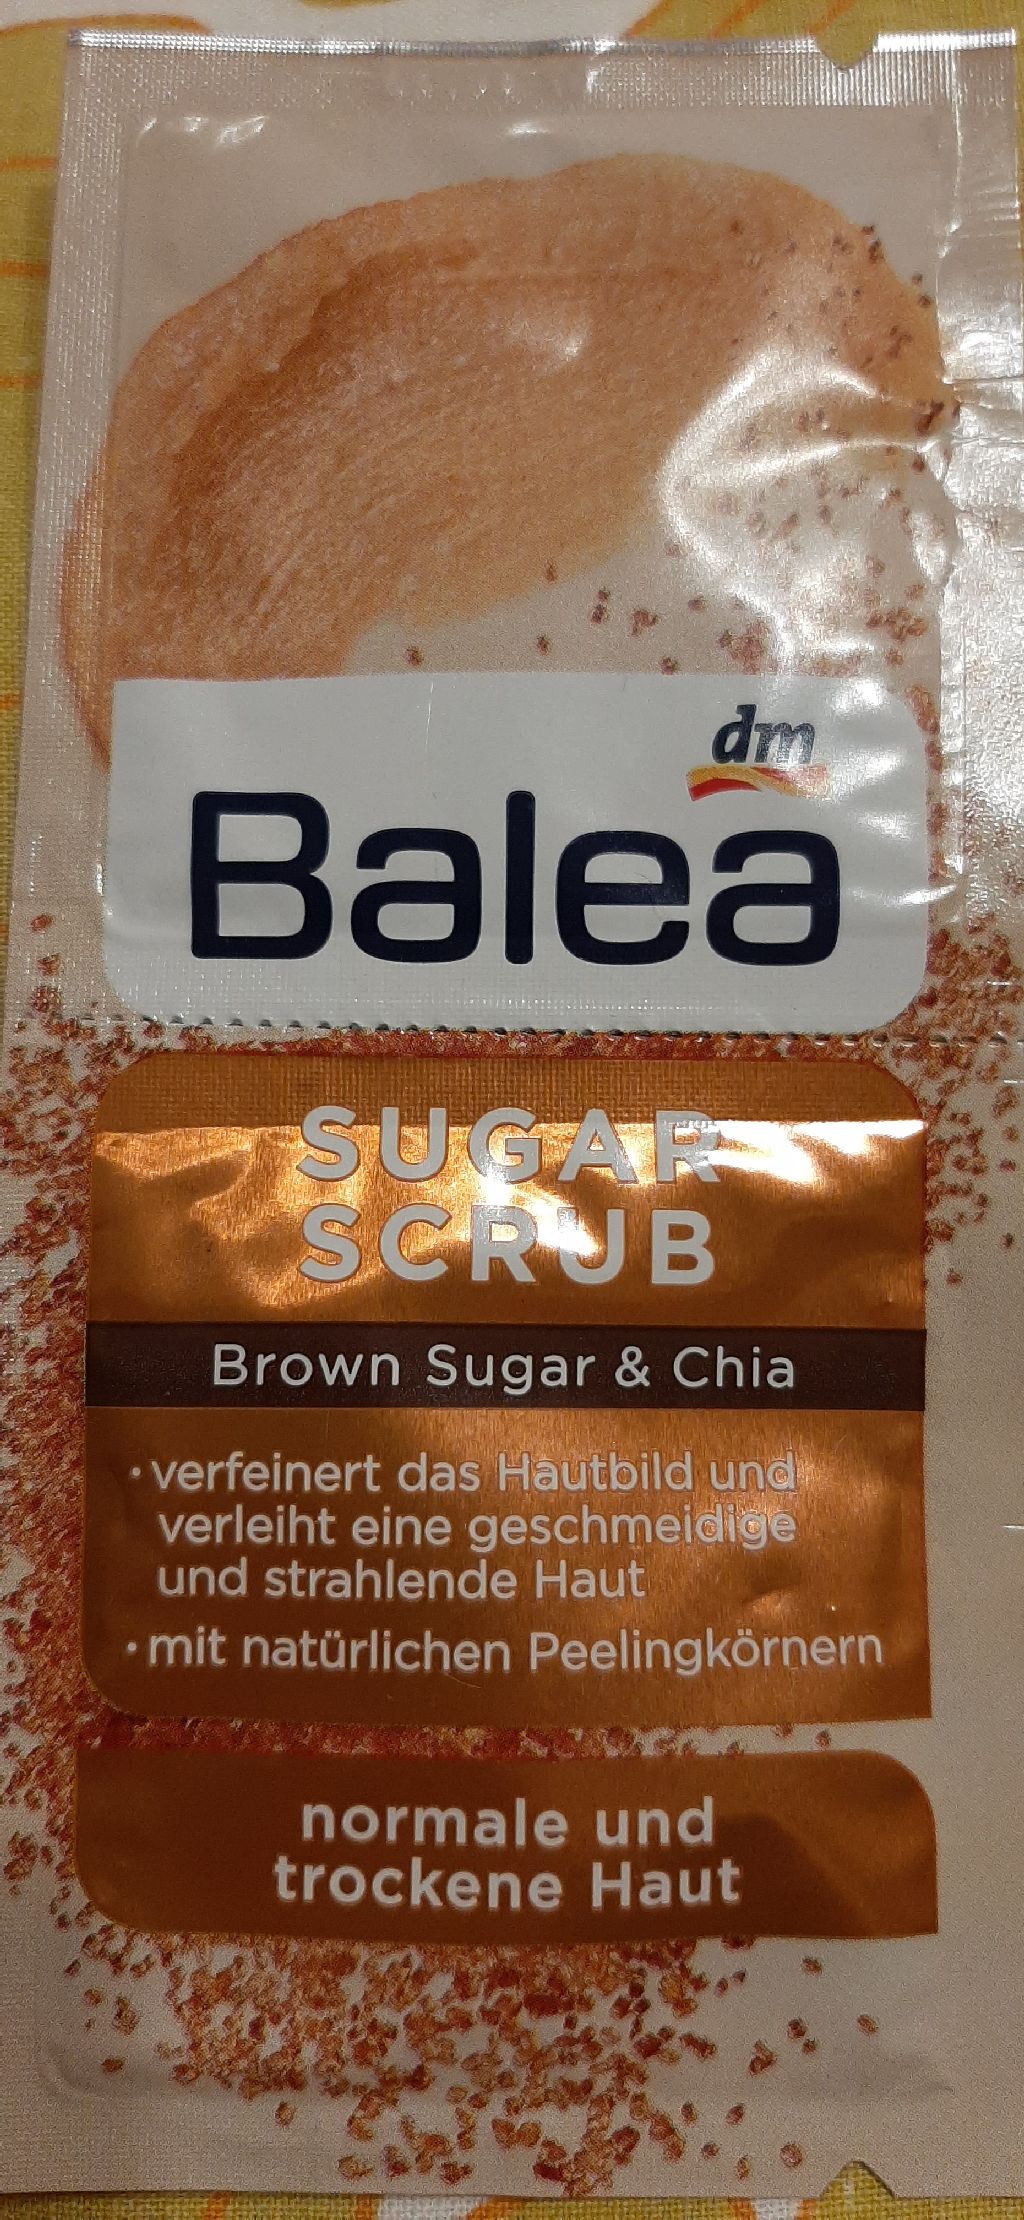 dm
Balea
SUGAR
SCRUB
Brown Sugar & Chia
• verfeinert das Hautbild und
verleiht eine geschmeidige
und strahlende Haut
• mit natürlichen Peelingkörnern
normale und
trockene Haut